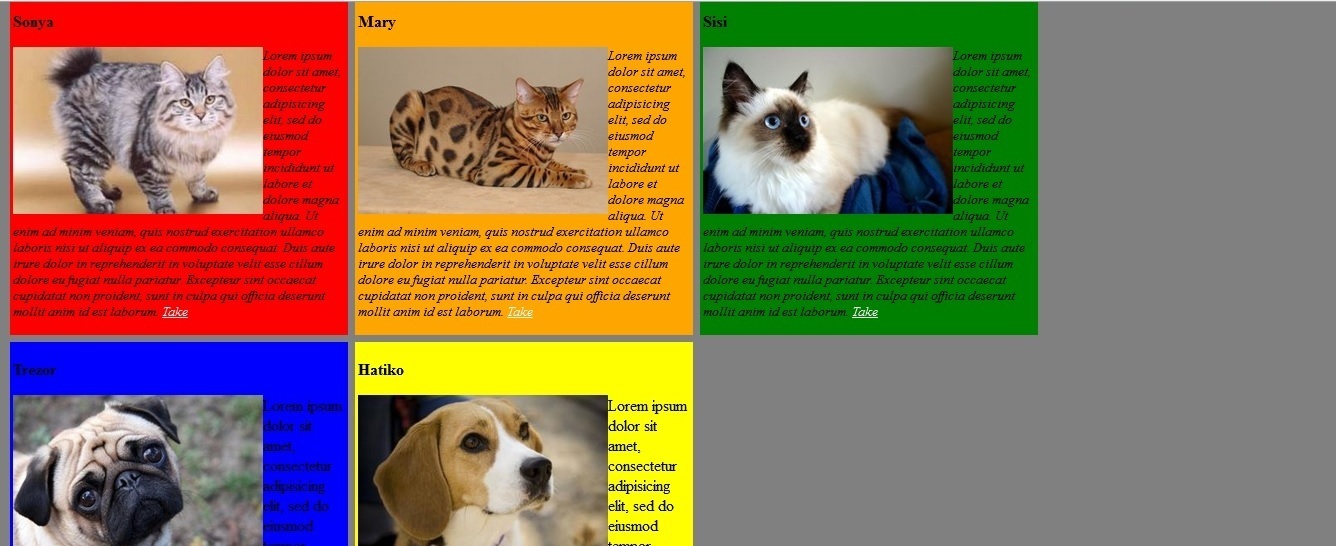 Sonya
Lorem ipsum
dolor sit amet,
consectetur
adipisicing
elit, sed do
eiusmod
tempor
incididunt ut
labore et
dolore magna
aliqua. Ut
enim ad minim veniam, quis nostrud exercitation ullamco
laboris nisi ut aliquip ex ea commodo consequat. Duis aute
irure dolor in reprehenderit in voluptate velit esse cillum
dolore eu fugiat nulla pariatur. Excepteur sint occaecat
cupidatat non proident, sunt in culpa qui officia deserunt
mollit anim id est laborum. Take
Mary
Lorem ipsum
dolor sit amet,
consectetur
adipisicing
elit, sed do
eiusmod
tempor
incididunt ut
labore et
dolore magna
aliqua. Ut
enim ad minim veniam, quis nostrud exercitation ullamco
laboris nisi ut aliquip ex ea commodo consequat. Duis aute
irure dolor in reprehenderit in voluptate velit esse cillum
dolore eu fugiat nulla pariatur. Excepteur sint occaecat
cupidatat non proident, sunt in culpa qui officia deserunt
mollit anim id est laborum. Take
Sisi
Lorem ipsum
dolor sit amet,
consectetur
adipisicing
elit, sed do
eiusmod
tempor
incididunt ut
labore et
dolore magna
aliqua. Ut
enim ad minim veniam, quis nostrud exercitation ullamco
laboris nisi ut aliquip ex ea commodo consequat. Duis aute
irure dolor in reprehenderit in voluptate velit esse cillum
dolore eu fugiat nulla pariatur. Excepteur sint occaecat
cupidatat non proident, sunt in culpa qui officia deserunt
mollit anim id est laborum. Take
Trezor
Lorem ipsum
dolor sit
amet,
consectetur
adipisicing
elit, sed do
eiusmod
Hatiko
Lorem ipsum
dolor sit
amet,
consectetur
adipisicing
elit, sed do
eiusmod